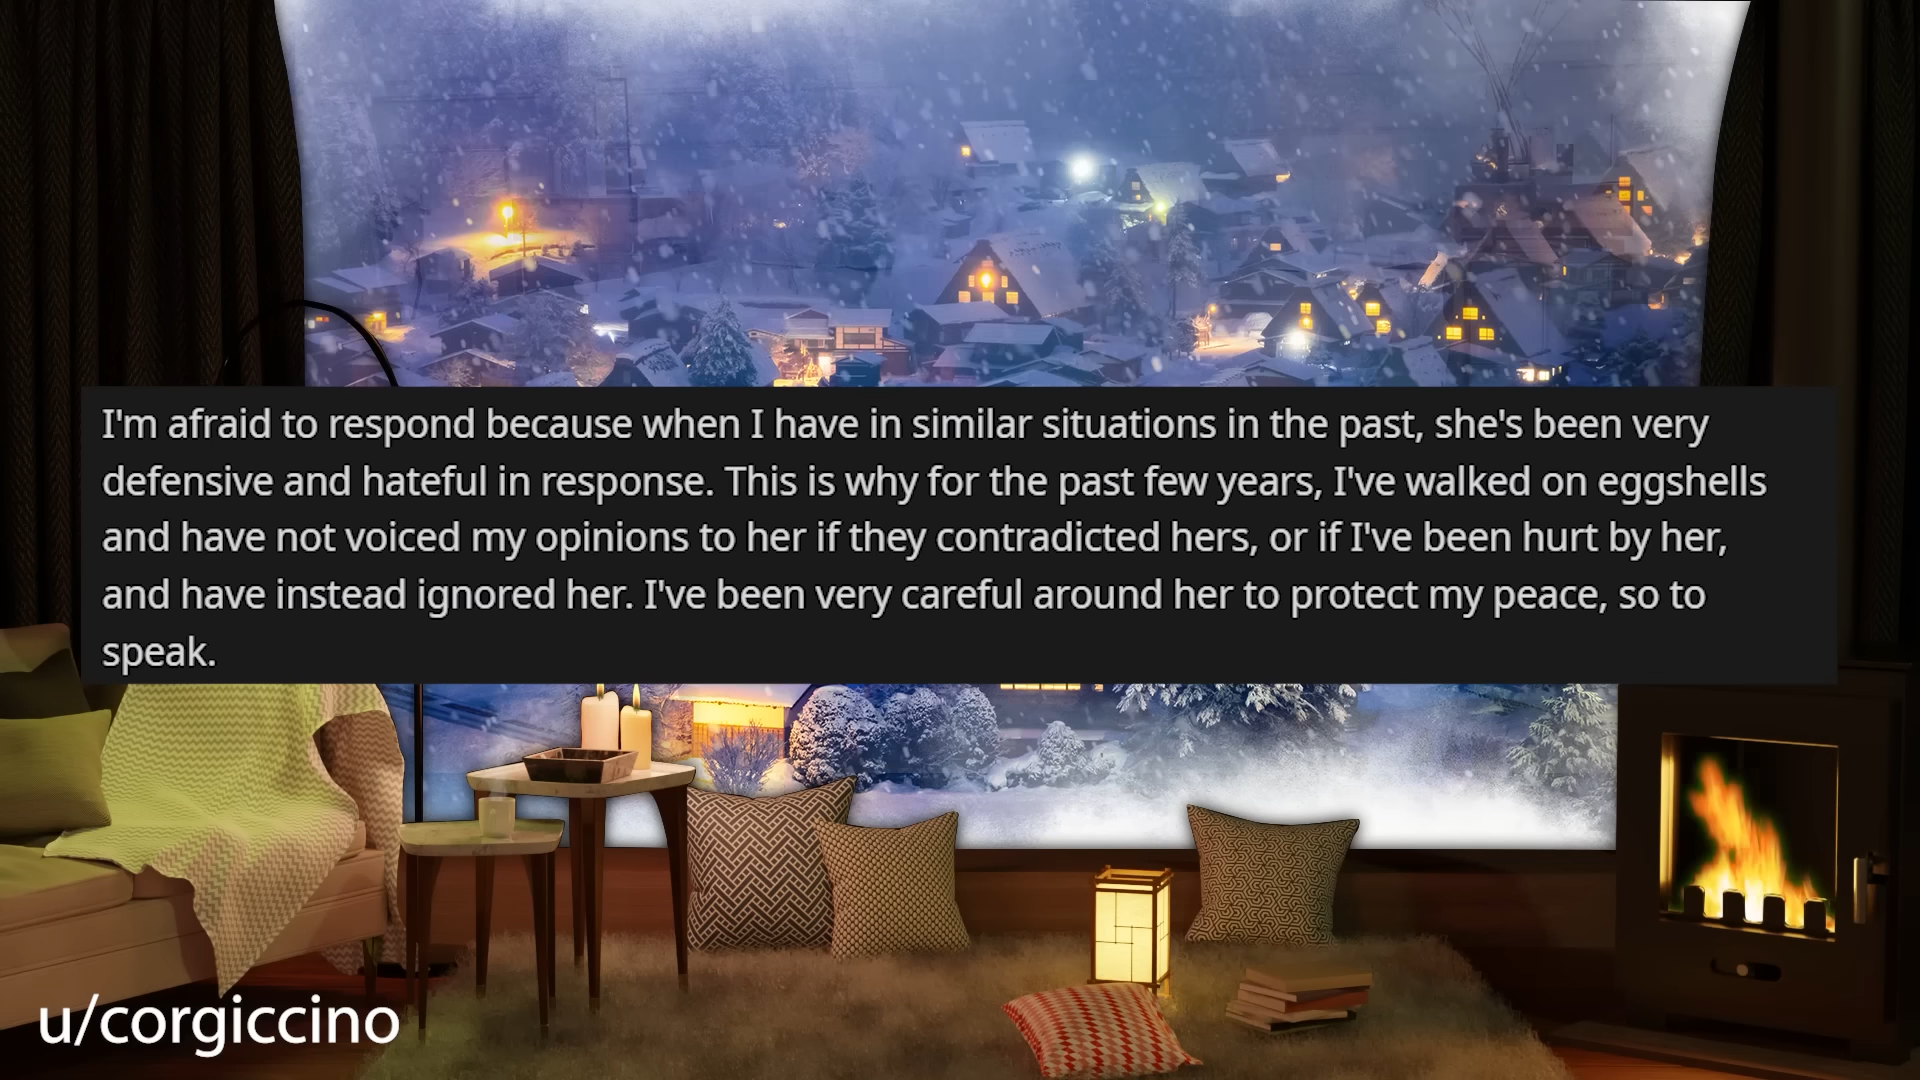 I'm afraid to respond because when I have in similar situations in the past, she's been very
defensive and hateful in response. This is why for the past few years, I've walked on eggshells
and have not voiced my opinions to her if they contradicted hers, or if I've been hurt by her,
and have instead ignored her. I've been very careful around her to protect my peace, so to
speak.
u/corgiccino